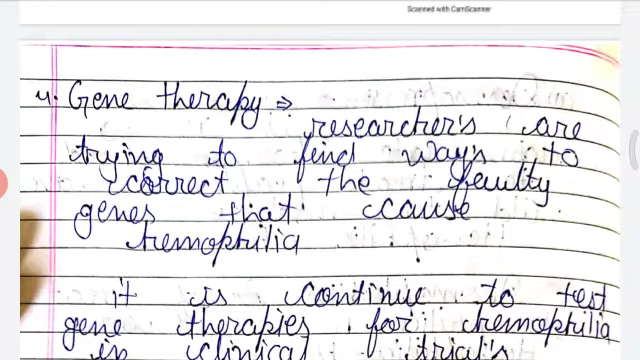 Scanned with CamScanner
4. Gene therapy ⇒
researcher's are
trying to find way's to
correct the faulty
genes that cause
hemophilia
it is continue to test
gene therapies for hemophilia
in clinical trial's